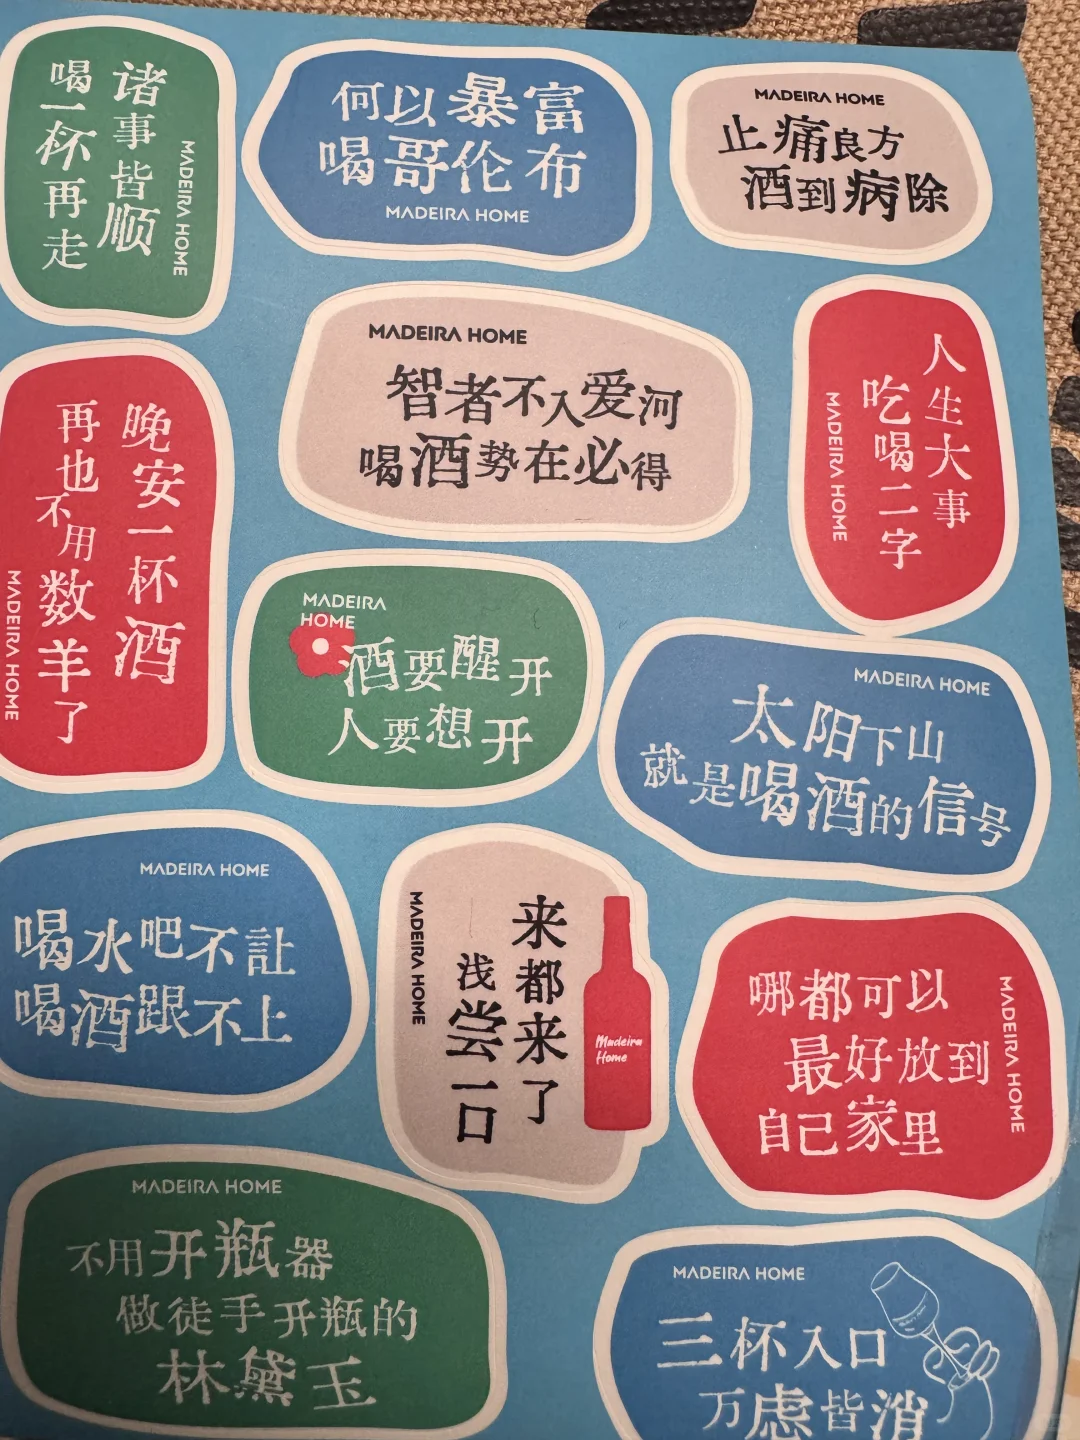 诸事皆顺
喝一杯再走
MADEIRA HOME
何以暴富
喝哥伦布
MADEIRA HOME
MADEIRA HOME
止痛良方
酒到病除
MADEIRA HOME
智者不入爱河
喝酒势在必得
人生大事
吃喝二字
MADEIRA HOME
晚安一杯酒
再也不用数羊了
MADEIRA HOME
MADEIRA
HOME
酒要醒开
人要想开
MADEIRA HOME
太阳下山
就是喝酒的信号
MADEIRA HOME
喝水吧不让
喝酒跟不上
来都来了
浅尝一口
MADEIRA HOME
Madeira
Home
哪都可以
最好放到
自己家里
MADEIRA HOME
MADEIRA HOME
不用开瓶器
做徒手开瓶的
林黛玉
MADEIRA HOME
三杯入口
万虑皆消